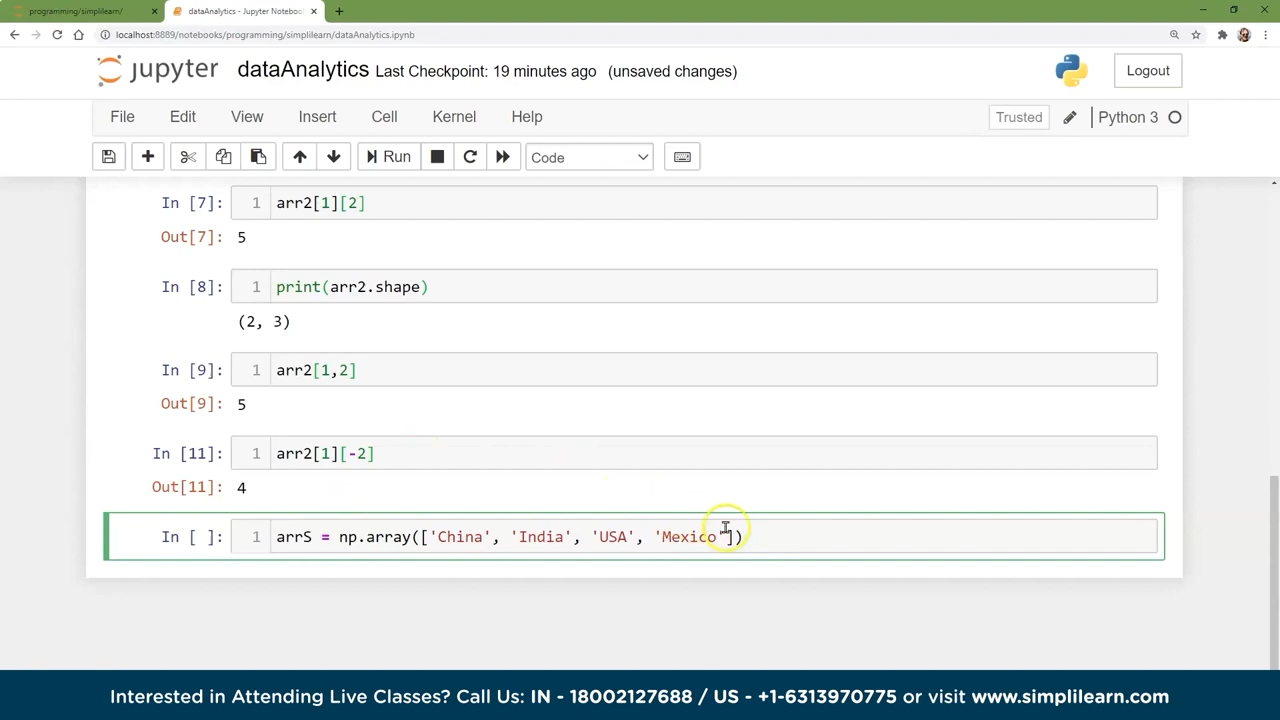 programming/simplilearn/
dataAnalytics - Jupyter Notebook
localhost:8889/notebooks/programming/simplilearn/dataAnalytics.ipynb
jupyter dataAnalytics Last Checkpoint: 19 minutes ago (unsaved changes) Logout
File Edit View Insert Cell Kernel Help Trusted Python 3
Run Code
In [7]: 1 arr2[1][2]
Out[7]: 5
In [8]: 1 print(arr2.shape)
(2, 3)
In [9]: 1 arr2[1,2]
Out[9]: 5
In [11]: 1 arr2[1][-2]
Out[11]: 4
In [ ]: 1 arrS = np.array(['China', 'India', 'USA', 'Mexico'])
Interested in Attending Live Classes? Call Us: IN - 18002127688 / US - +1-6313970775 or visit www.simplilearn.com